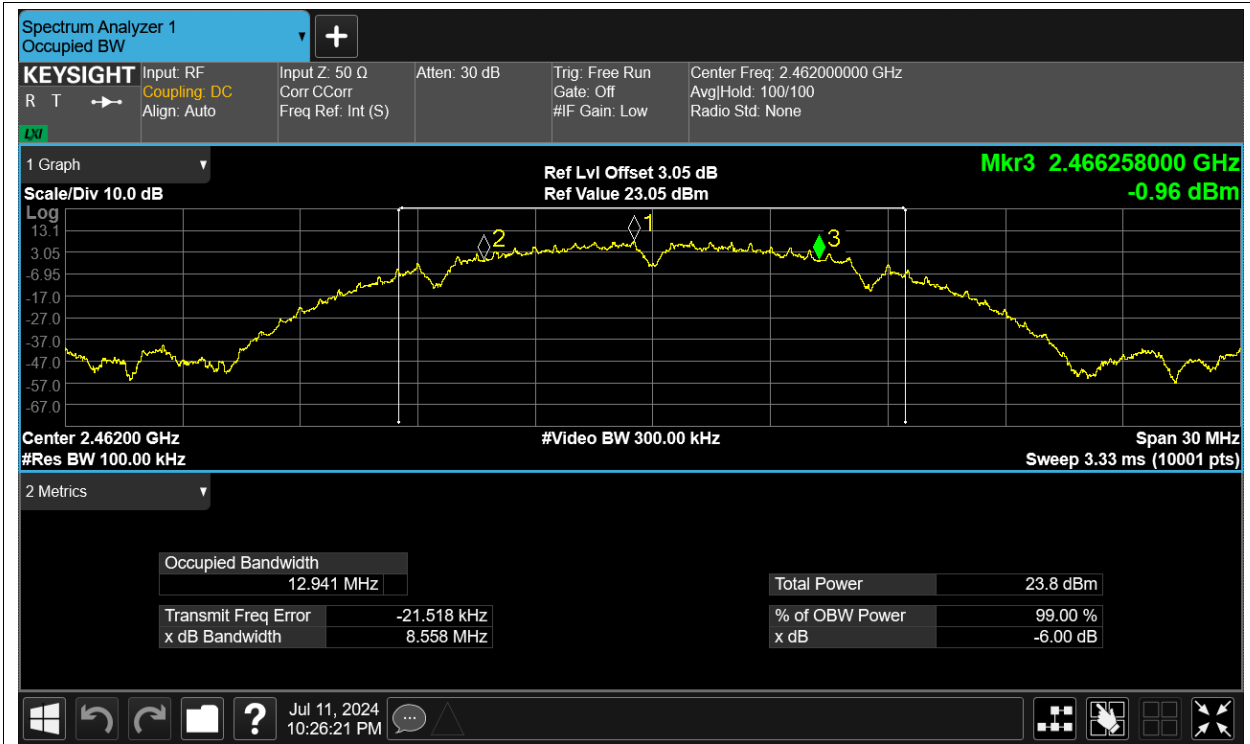 Spectrum Analyzer 1
Occupied BW
KEYSIGHT
R T
LXI
Input: RF
Coupling: DC
Align: Auto
Input Z: 50 Ω
Corr CCorr
Freq Ref: Int (S)
Atten: 30 dB
Trig: Free Run
Gate: Off
#IF Gain: Low
Center Freq: 2.462000000 GHz
Avg|Hold: 100/100
Radio Std: None
1 Graph
Scale/Div 10.0 dB
Ref Lvl Offset 3.05 dB
Ref Value 23.05 dBm
Mkr3 2.466258000 GHz
-0.96 dBm
Log
13.1
3.05
-6.95
-17.0
-27.0
-37.0
-47.0
-57.0
-67.0
1
2
3
Center 2.46200 GHz
#Video BW 300.00 kHz
Span 30 MHz
#Res BW 100.00 kHz
Sweep 3.33 ms (10001 pts)
2 Metrics
Occupied Bandwidth
12.941 MHz
Transmit Freq Error -21.518 kHz
x dB Bandwidth 8.558 MHz
Total Power 23.8 dBm
% of OBW Power 99.00 %
x dB -6.00 dB
?
Jul 11, 2024
10:26:21 PM